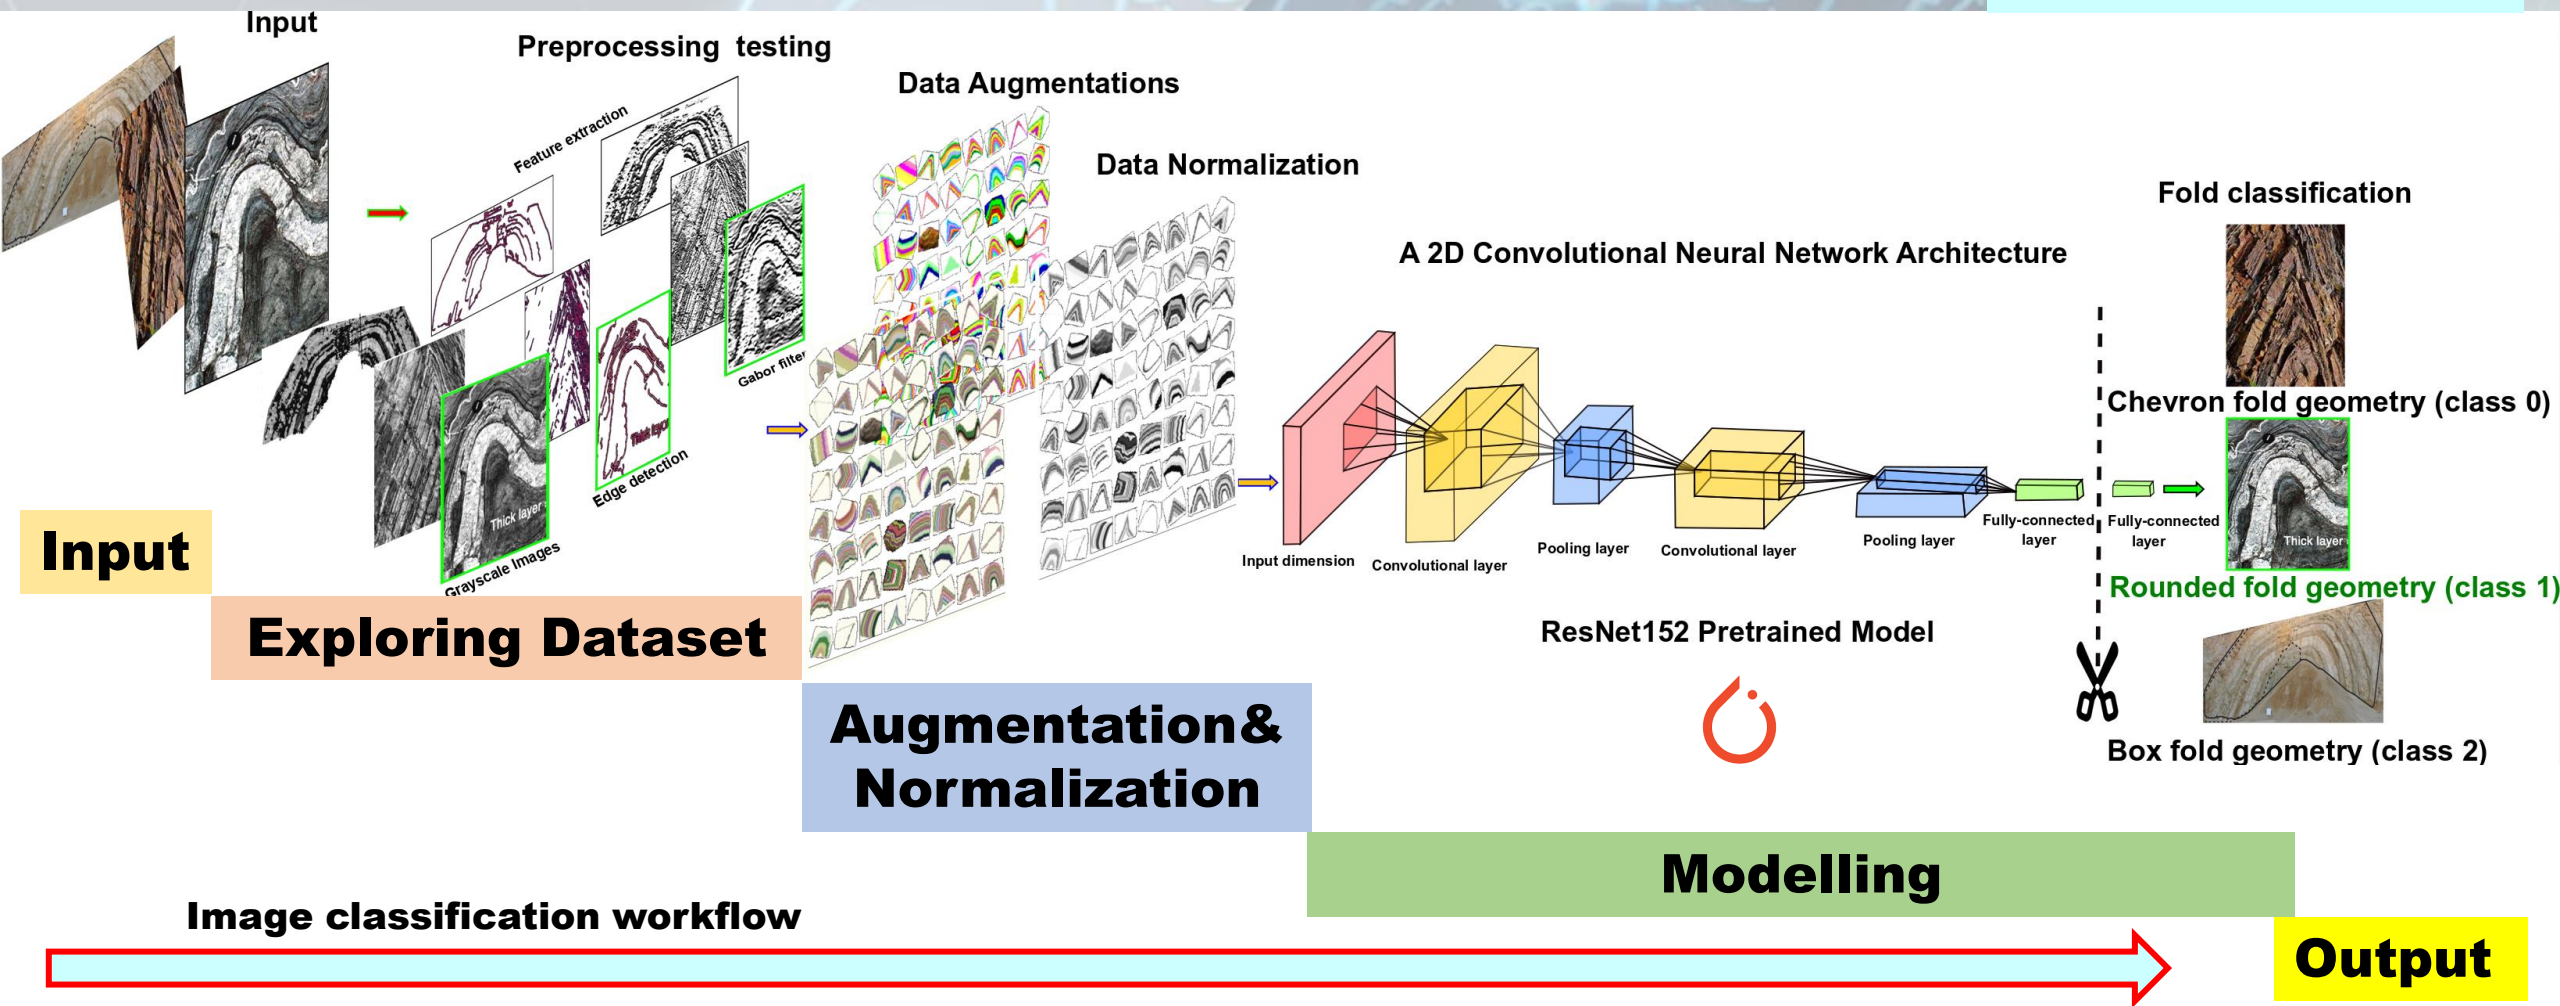 Input
Preprocessing testing
Data Augmentations
Data Normalization
Feature extraction
Gabor filter
Edge detection
Thick layer
Thick layer
Grayscale Images
A 2D Convolutional Neural Network Architecture
Input dimension
Convolutional layer
Pooling layer
Convolutional layer
Pooling layer
Fully-connected
layer
Fully-connected
layer
ResNet152 Pretrained Model
Fold classification
Chevron fold geometry (class 0)
Thick layer
Rounded fold geometry (class 1)
Box fold geometry (class 2)
Input
Exploring Dataset
Augmentation&
Normalization
Modelling
Image classification workflow
Output